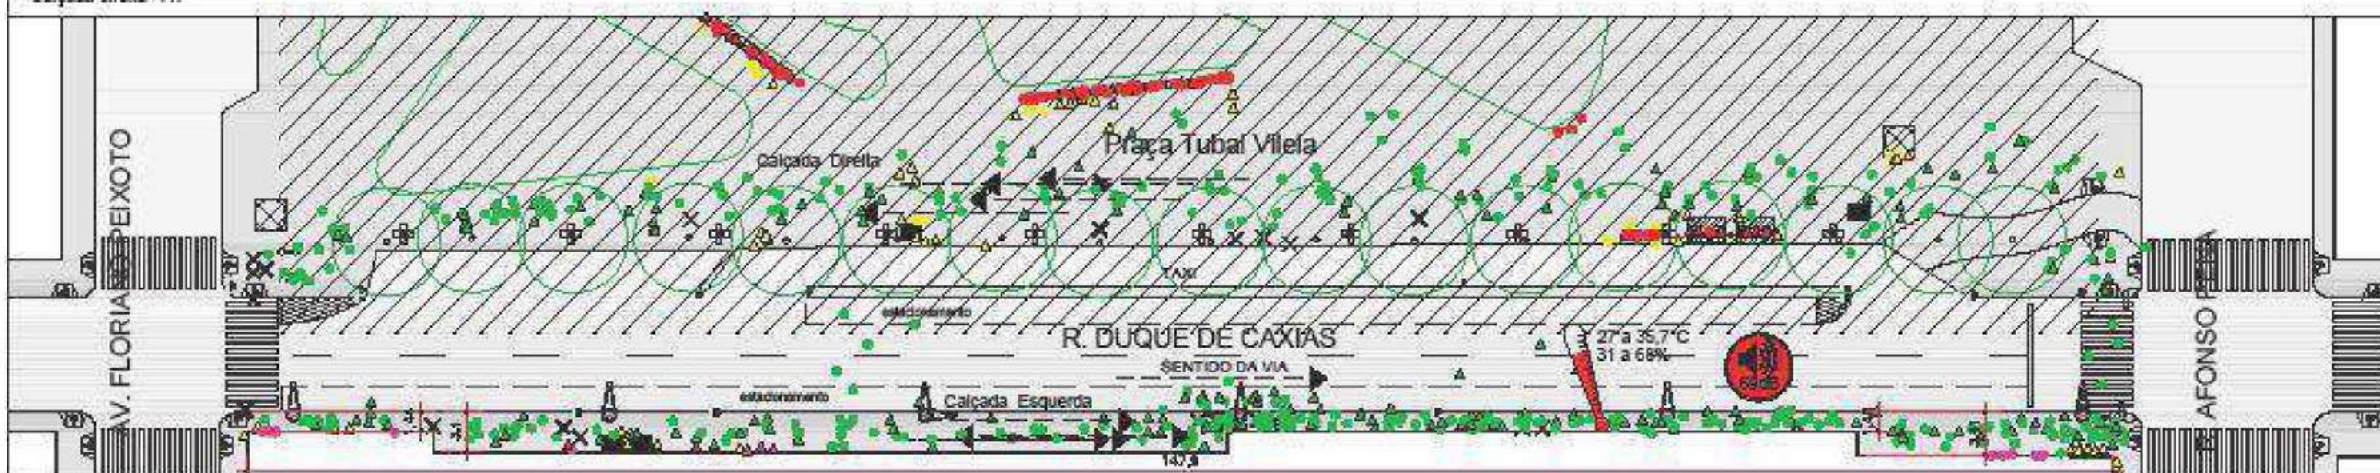 AV. FLORIANO PEIXOTO
Calçada Direita
Praça Tubal Vilela
TAXI
estacionamento
R. DUQUE DE CAXIAS
27°a 35,7°C
31 a 68%
SENTIDO DA VIA
estacionamento
Calçada Esquerda
147,9
AFONSO PENA